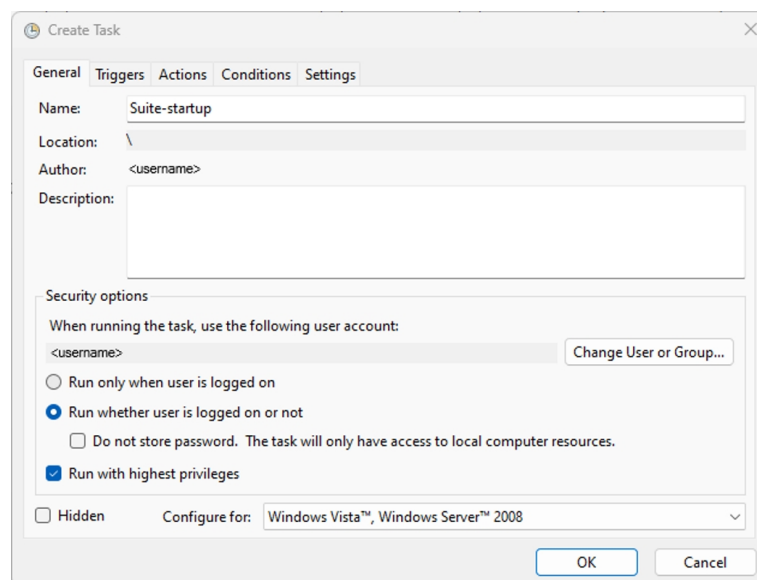 Create Task
General Triggers Actions Conditions Settings
Name: Suite-startup
Location: \
Author: <username>
Description:
Security options
When running the task, use the following user account:
<username> Change User or Group...
Run only when user is logged on
Run whether user is logged on or not
Do not store password. The task will only have access to local computer resources.
Run with highest privileges
Hidden Configure for: Windows Vista™, Windows Server™ 2008
OK Cancel